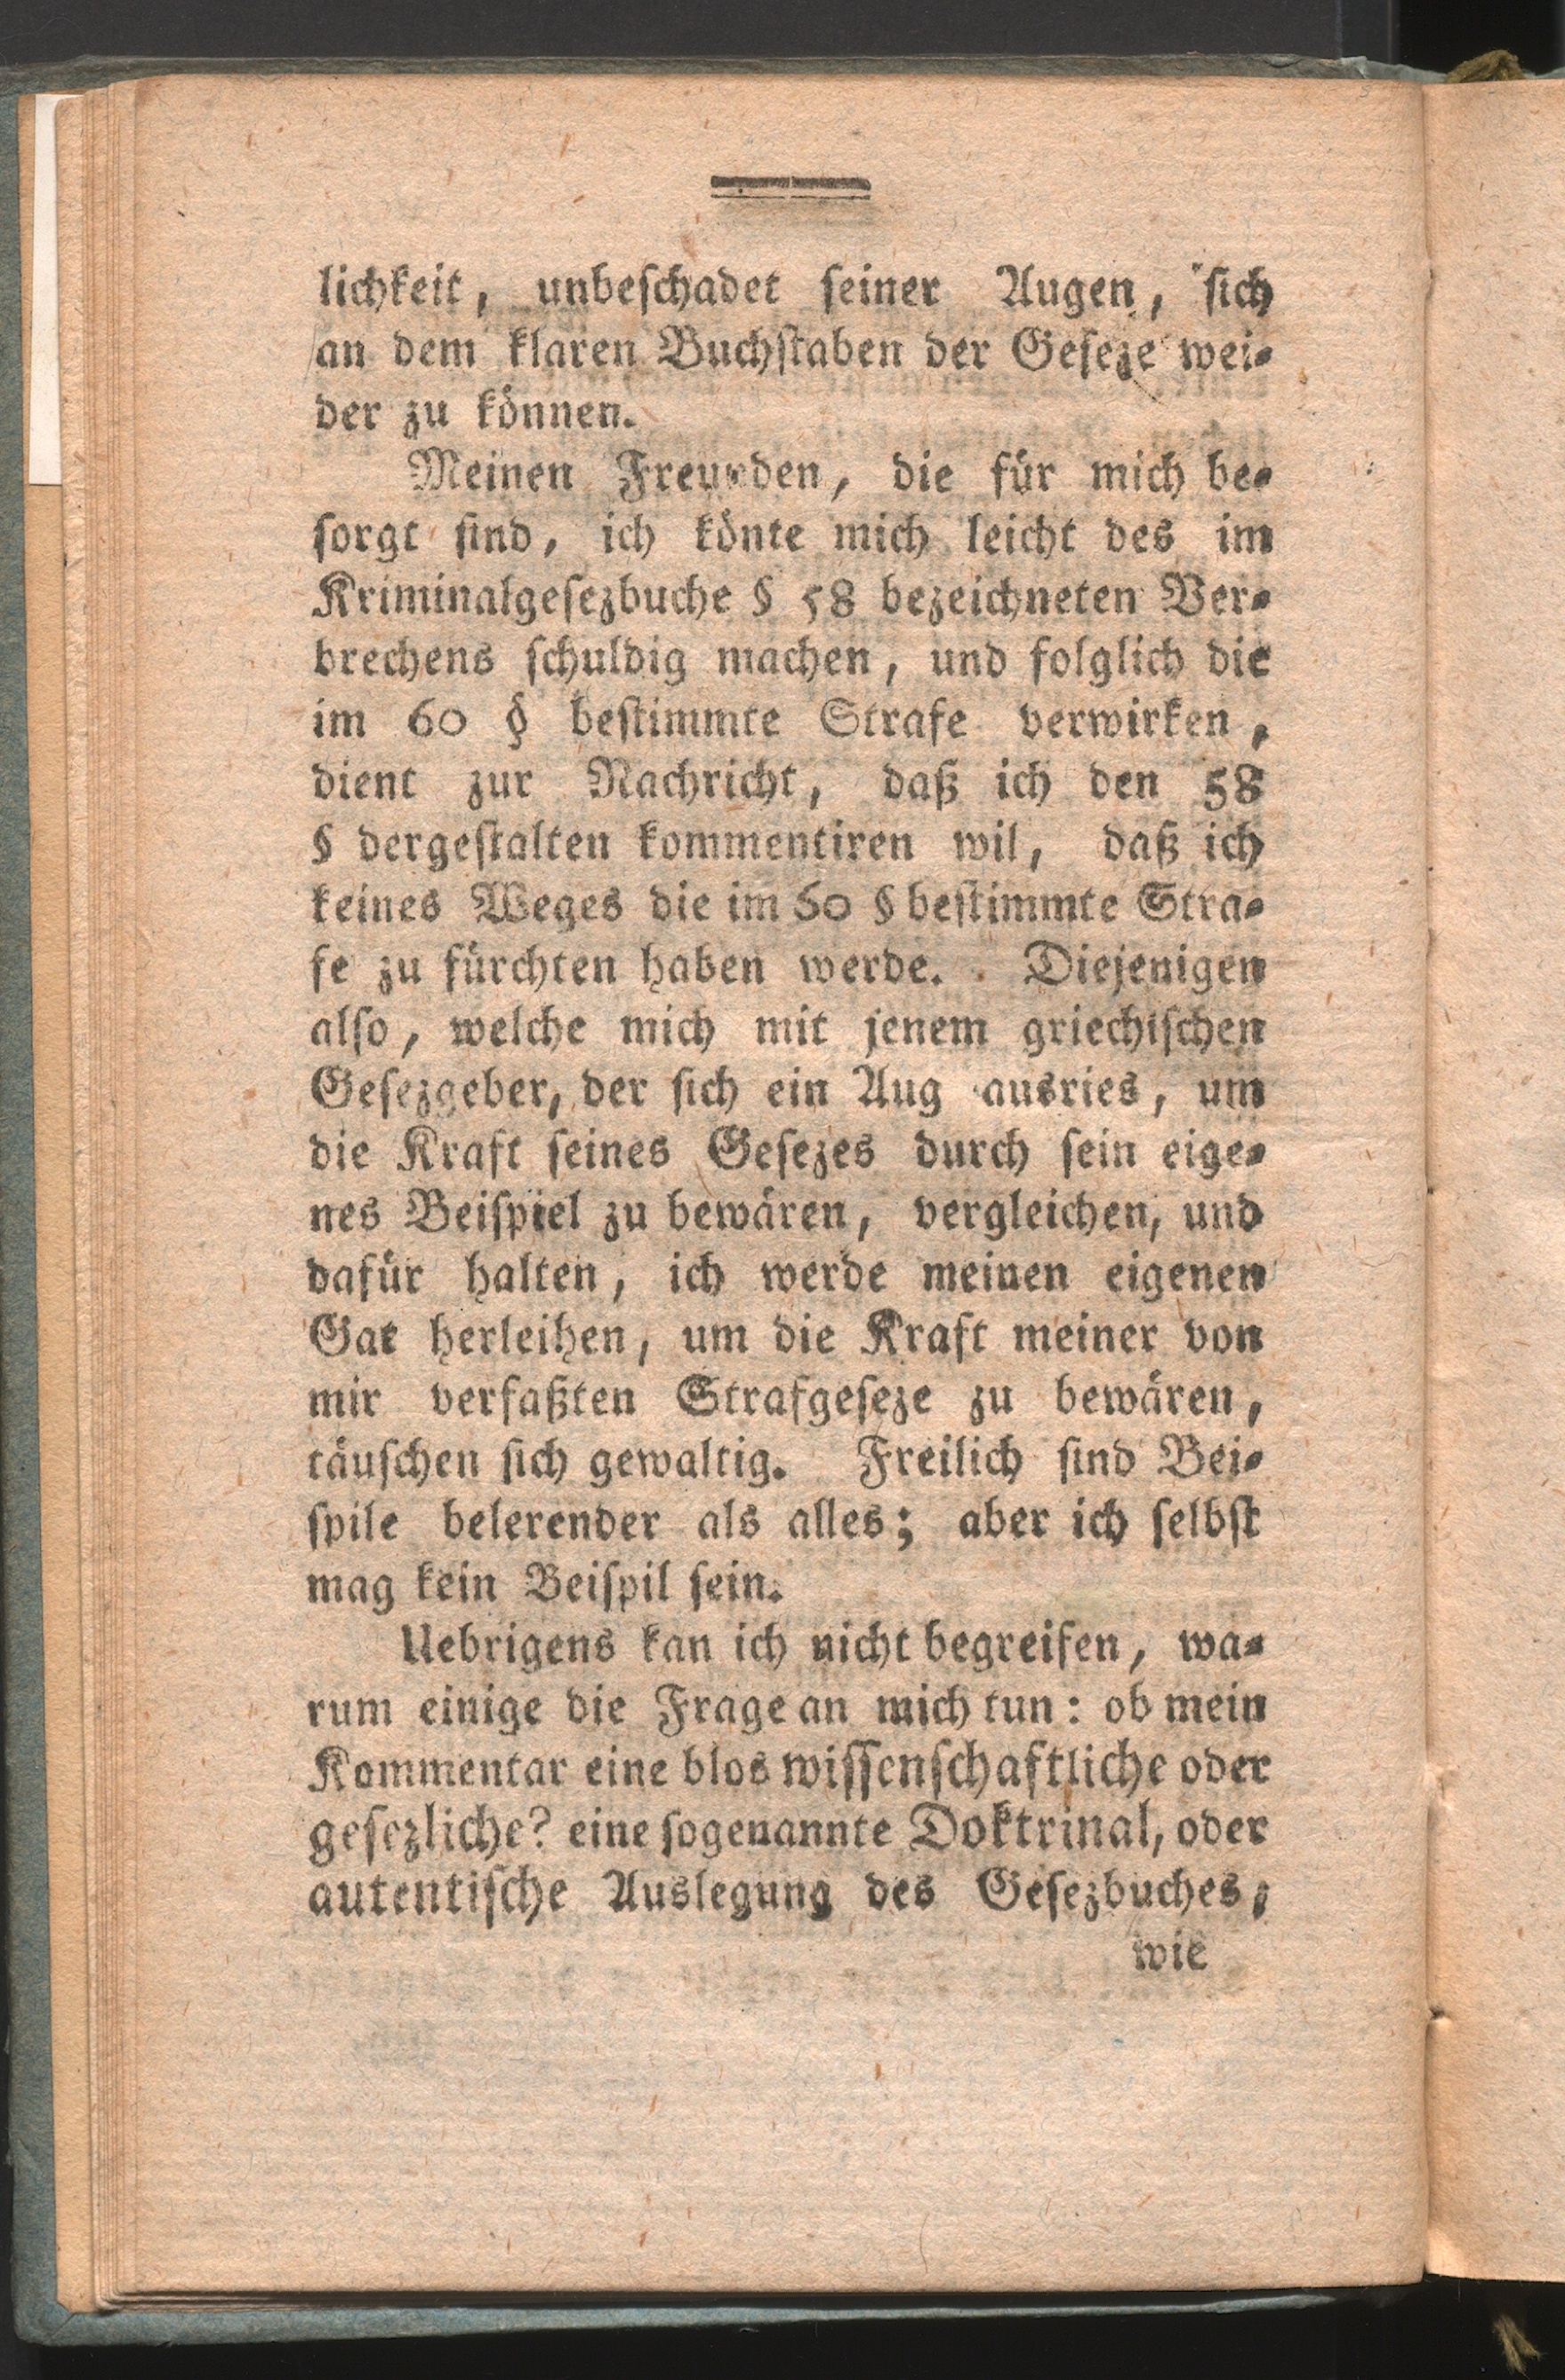 lichkeit, unbeschadet seiner Augen, sich
an dem klaren Buchstaben der Geseze wei-
der zu können.
Meinen Freunden, die für mich be-
sorgt sind, ich könte mich leicht des im
Kriminalgesezbuche § 58 bezeichneten Ver-
brechens schuldig machen, und folglich die
im 60 § bestimmte Strafe verwirken,
dient zur Nachricht, daß ich den 58
§ dergestalten kommentiren wil, daß ich
keines Weges die im 60 § bestimmte Stra-
fe zu fürchten haben werde. Diejenigen
also, welche mich mit jenem griechischen
Gesezgeber, der sich ein Aug ausries, um
die Kraft seines Gesezes durch sein eige-
nes Beispiel zu bewären, vergleichen, und
dafür halten, ich werde meinen eigenen
Gat herleihen, um die Kraft meiner von
mir verfaßten Strafgeseze zu bewären,
täuschen sich gewaltig. Freilich sind Bei-
spile belerender als alles; aber ich selbst
mag kein Beispil sein.
Uebrigens kan ich nicht begreifen, wa-
rum einige die Frage an mich tun: ob mein
Kommentar eine blos wissenschaftliche oder
gesezliche? eine sogenannte Doktrinal, oder
autentische Auslegung des Gesezbuches,
wie